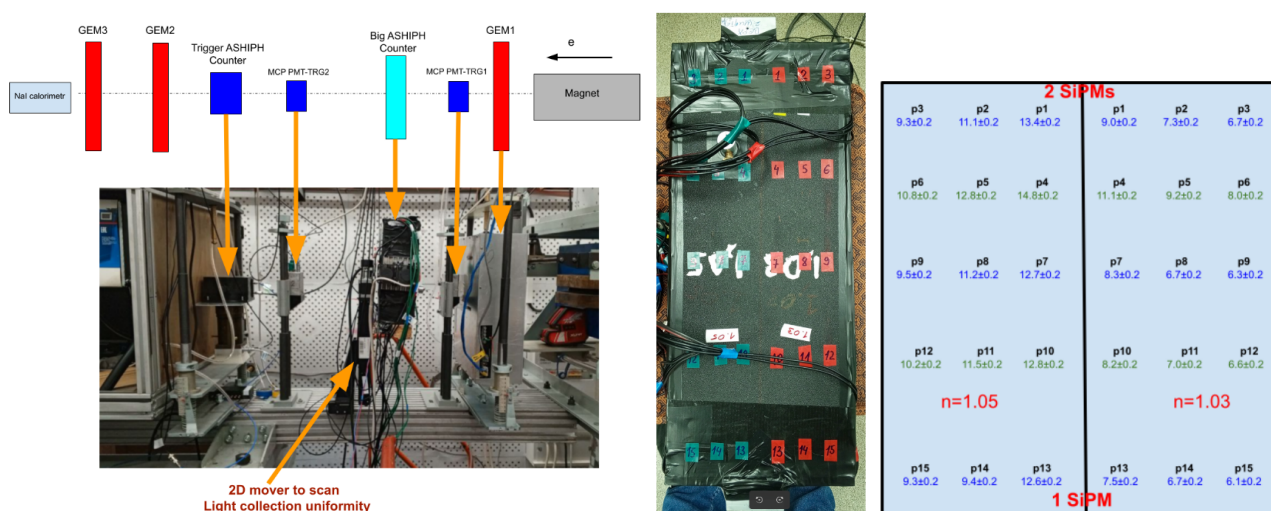 GEM3
GEM2
Trigger ASHIPH
Counter
MCP PMT-TRG2
Big ASHIPH
Counter
MCP PMT-TRG1
GEM1
e
NaI calorimetr
Magnet
2D mover to scan
Light collection uniformity
1 1 2 3
4 5 6
7 8 9
1.05 1.03
10 11 12
15 14 13 13 14 15
2 SiPMs
p3 p2 p1 p1 p2 p3
9.3±0.2 11.1±0.2 13.4±0.2 9.0±0.2 7.3±0.2 6.7±0.2
p6 p5 p4 p4 p5 p6
10.8±0.2 12.8±0.2 14.8±0.2 11.1±0.2 9.2±0.2 8.0±0.2
p9 p8 p7 p7 p8 p9
9.5±0.2 11.2±0.2 12.7±0.2 8.3±0.2 6.7±0.2 6.3±0.2
p12 p11 p10 p10 p11 p12
10.2±0.2 11.5±0.2 12.8±0.2 8.2±0.2 7.0±0.2 6.6±0.2
n=1.05 n=1.03
p15 p14 p13 p13 p14 p15
9.3±0.2 9.4±0.2 12.6±0.2 7.5±0.2 6.7±0.2 6.1±0.2
1 SiPM